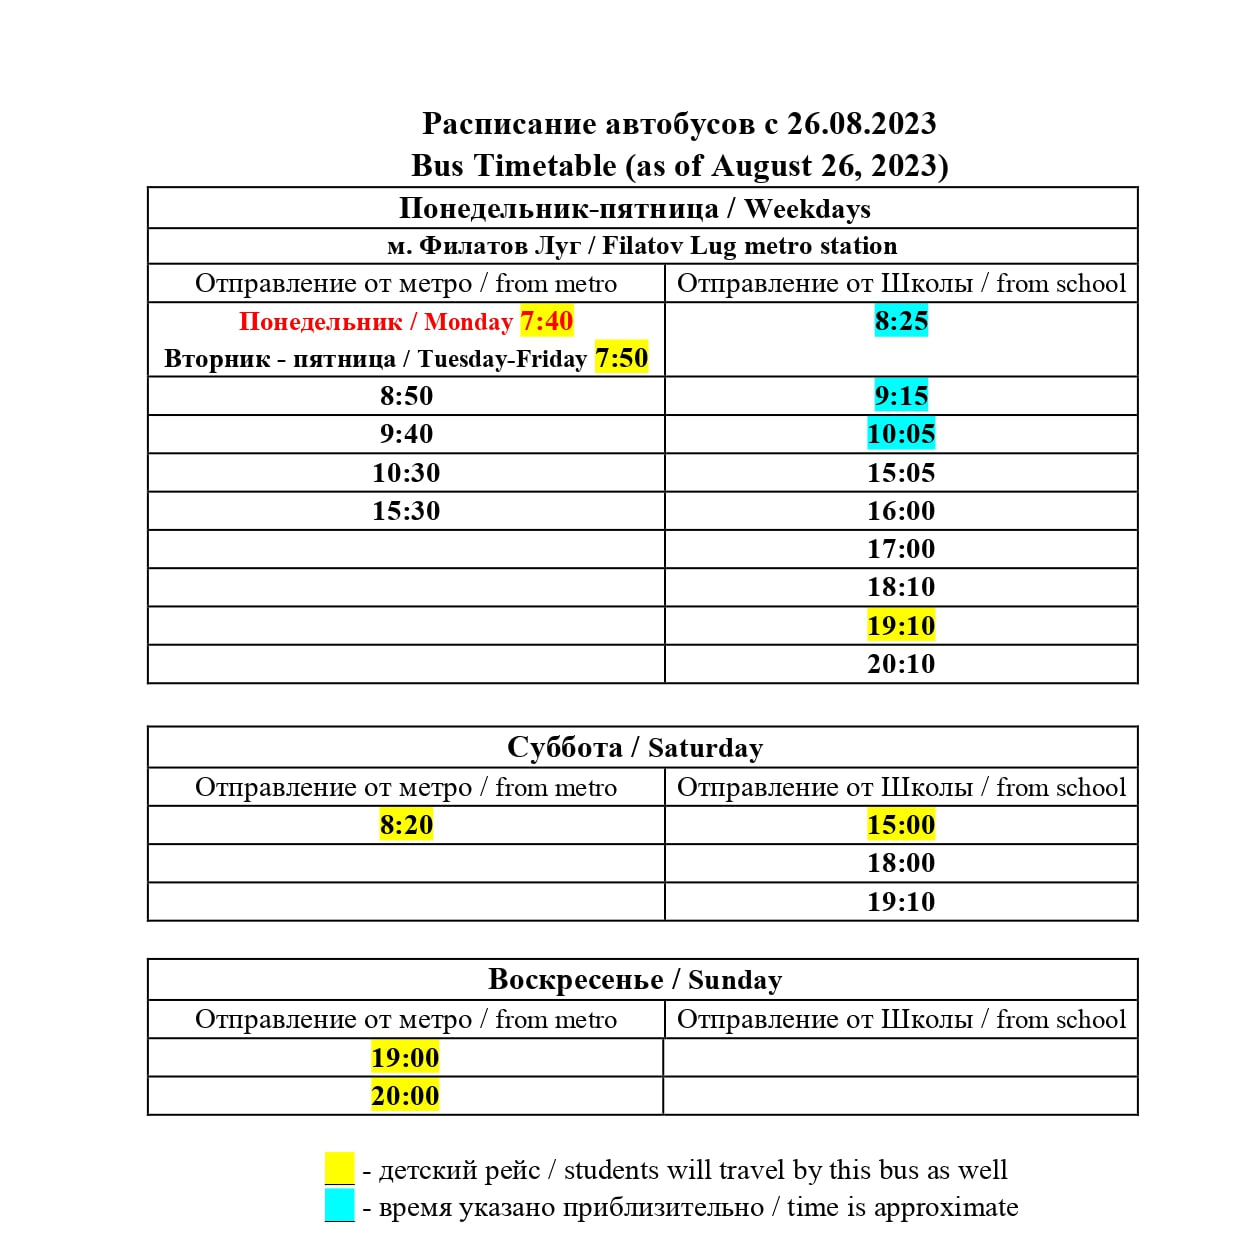 Расписание автобусов с 26.08.2023
Bus Timetable (as of August 26, 2023)
Понедельник-пятница / Weekdays
м. Филатов Луг / Filatov Lug metro station
Отправление от метро / from metro Отправление от Школы / from school
Понедельник / Monday 7:40 8:25
Вторник - пятница / Tuesday-Friday 7:50
8:50 9:15
9:40 10:05
10:30 15:05
15:30 16:00
17:00
18:10
19:10
20:10
Суббота / Saturday
Отправление от метро / from metro Отправление от Школы / from school
8:20 15:00
18:00
19:10
Воскресенье / Sunday
Отправление от метро / from metro Отправление от Школы / from school
19:00
20:00
- детский рейс / students will travel by this bus as well
- время указано приблизительно / time is approximate